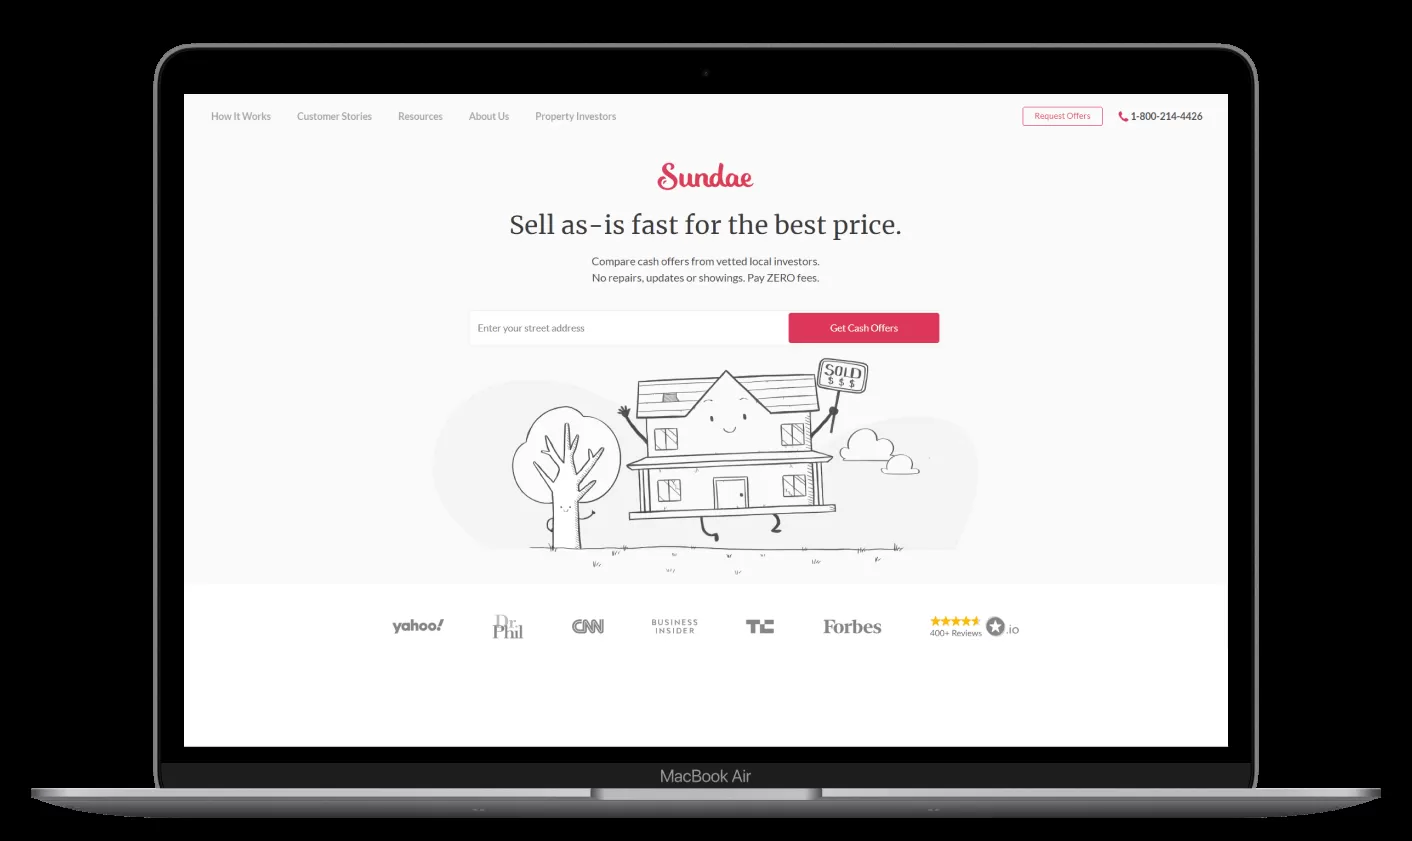 How It Works
Customer Stories
Resources
About Us
Property Investors
Request Offers
1-800-214-4426
Sundae
Sell as-is fast for the best price.
Compare cash offers from vetted local investors.
No repairs, updates or showings. Pay ZERO fees.
Enter your street address
Get Cash Offers
SOLD
$ $ $
yahoo!
Dr.
Phil
CNN
BUSINESS
INSIDER
TC
Forbes
400+ Reviews
.io
MacBook Air